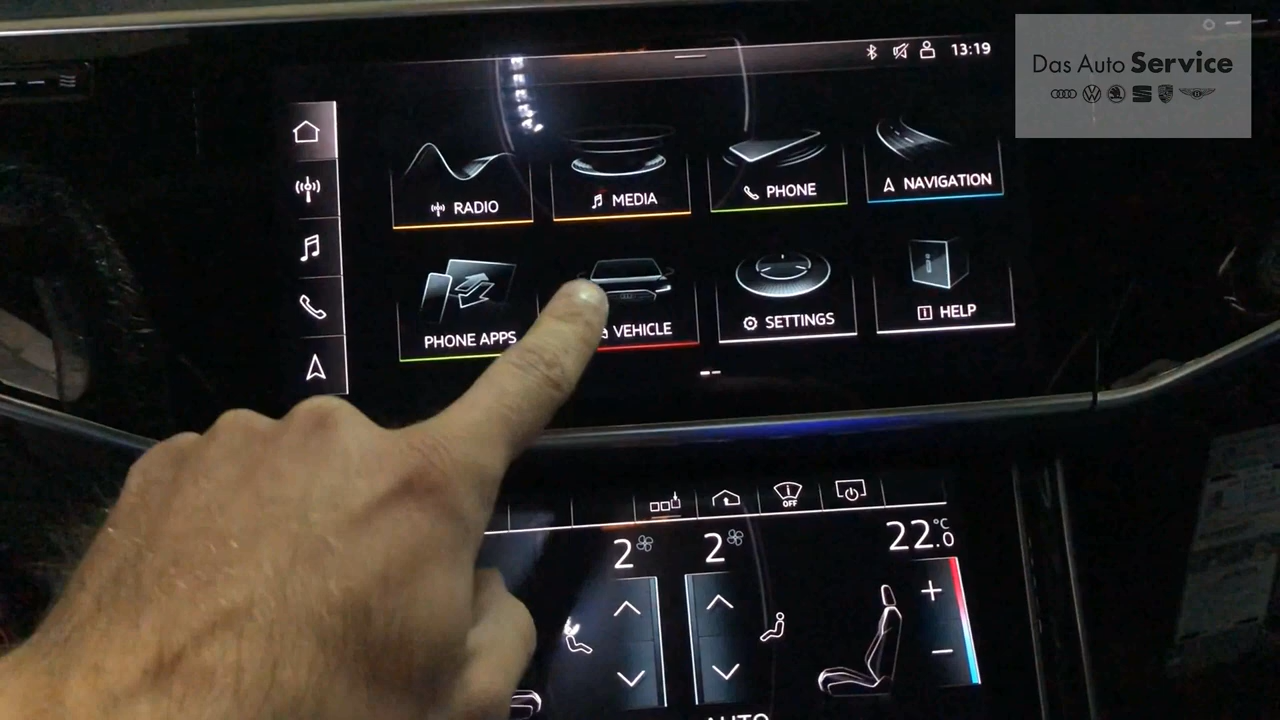 13:19
Das Auto Service
RADIO
MEDIA
PHONE
NAVIGATION
PHONE APPS
VEHICLE
SETTINGS
HELP
OFF
2
2
22.0 °C
AUTO